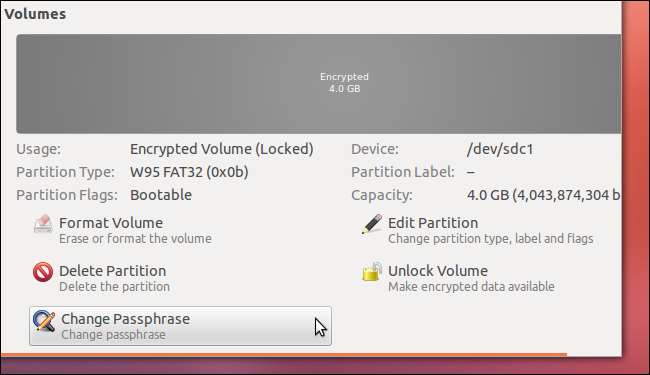 Volumes
Encrypted
4.0 GB
Usage: Encrypted Volume (Locked) Device: /dev/sdc1
Partition Type: W95 FAT32 (0x0b) Partition Label: –
Partition Flags: Bootable Capacity: 4.0 GB (4,043,874,304 b
Format Volume Edit Partition
Erase or format the volume Change partition type, label and flags
Delete Partition Unlock Volume
Delete the partition Make encrypted data available
Change Passphrase
Change passphrase